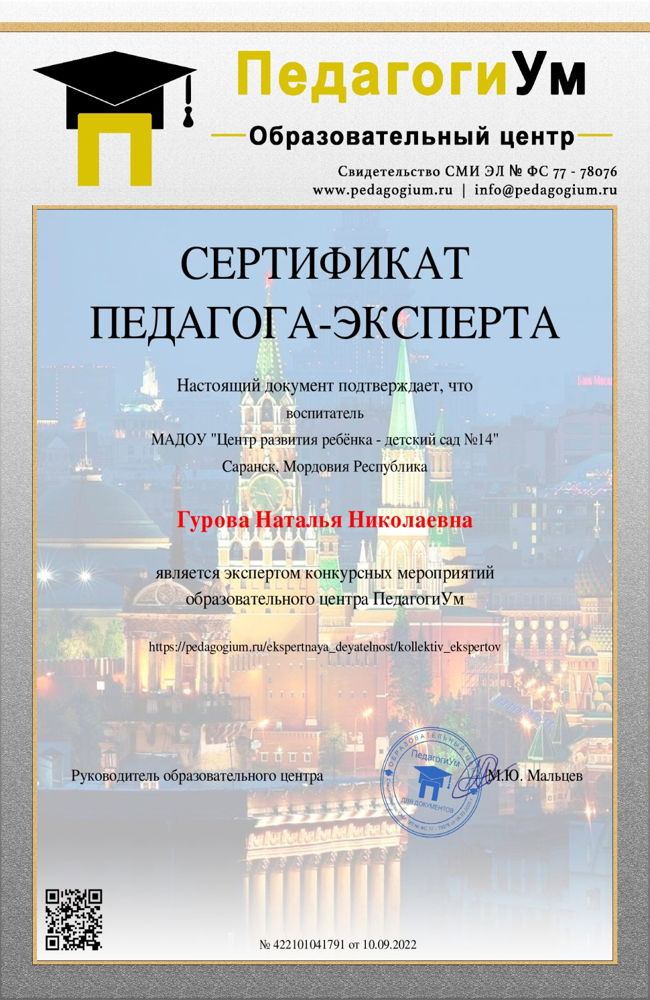 ПедагогиУм
Образовательный центр
Свидетельство СМИ ЭЛ № ФС 77 - 78076
www.pedagogium.ru | info@pedagogium.ru
СЕРТИФИКАТ
ПЕДАГОГА-ЭКСПЕРТА
Настоящий документ подтверждает, что
воспитатель
МАДОУ "Центр развития ребёнка - детский сад №14"
Саранск, Мордовия Республика
Гурова Наталья Николаевна
является экспертом конкурсных мероприятий
образовательного центра ПедагогиУм
https://pedagogium.ru/ekspertnaya_deyatelnost/kollektiv_ekspertov
Руководитель образовательного центра
М.Ю. Мальцев
ОБРАЗОВАТЕЛЬНЫЙ
ПедагогиУм
ДЛЯ ДОКУМЕНТОВ
№ 422101041791 от 10.09.2022